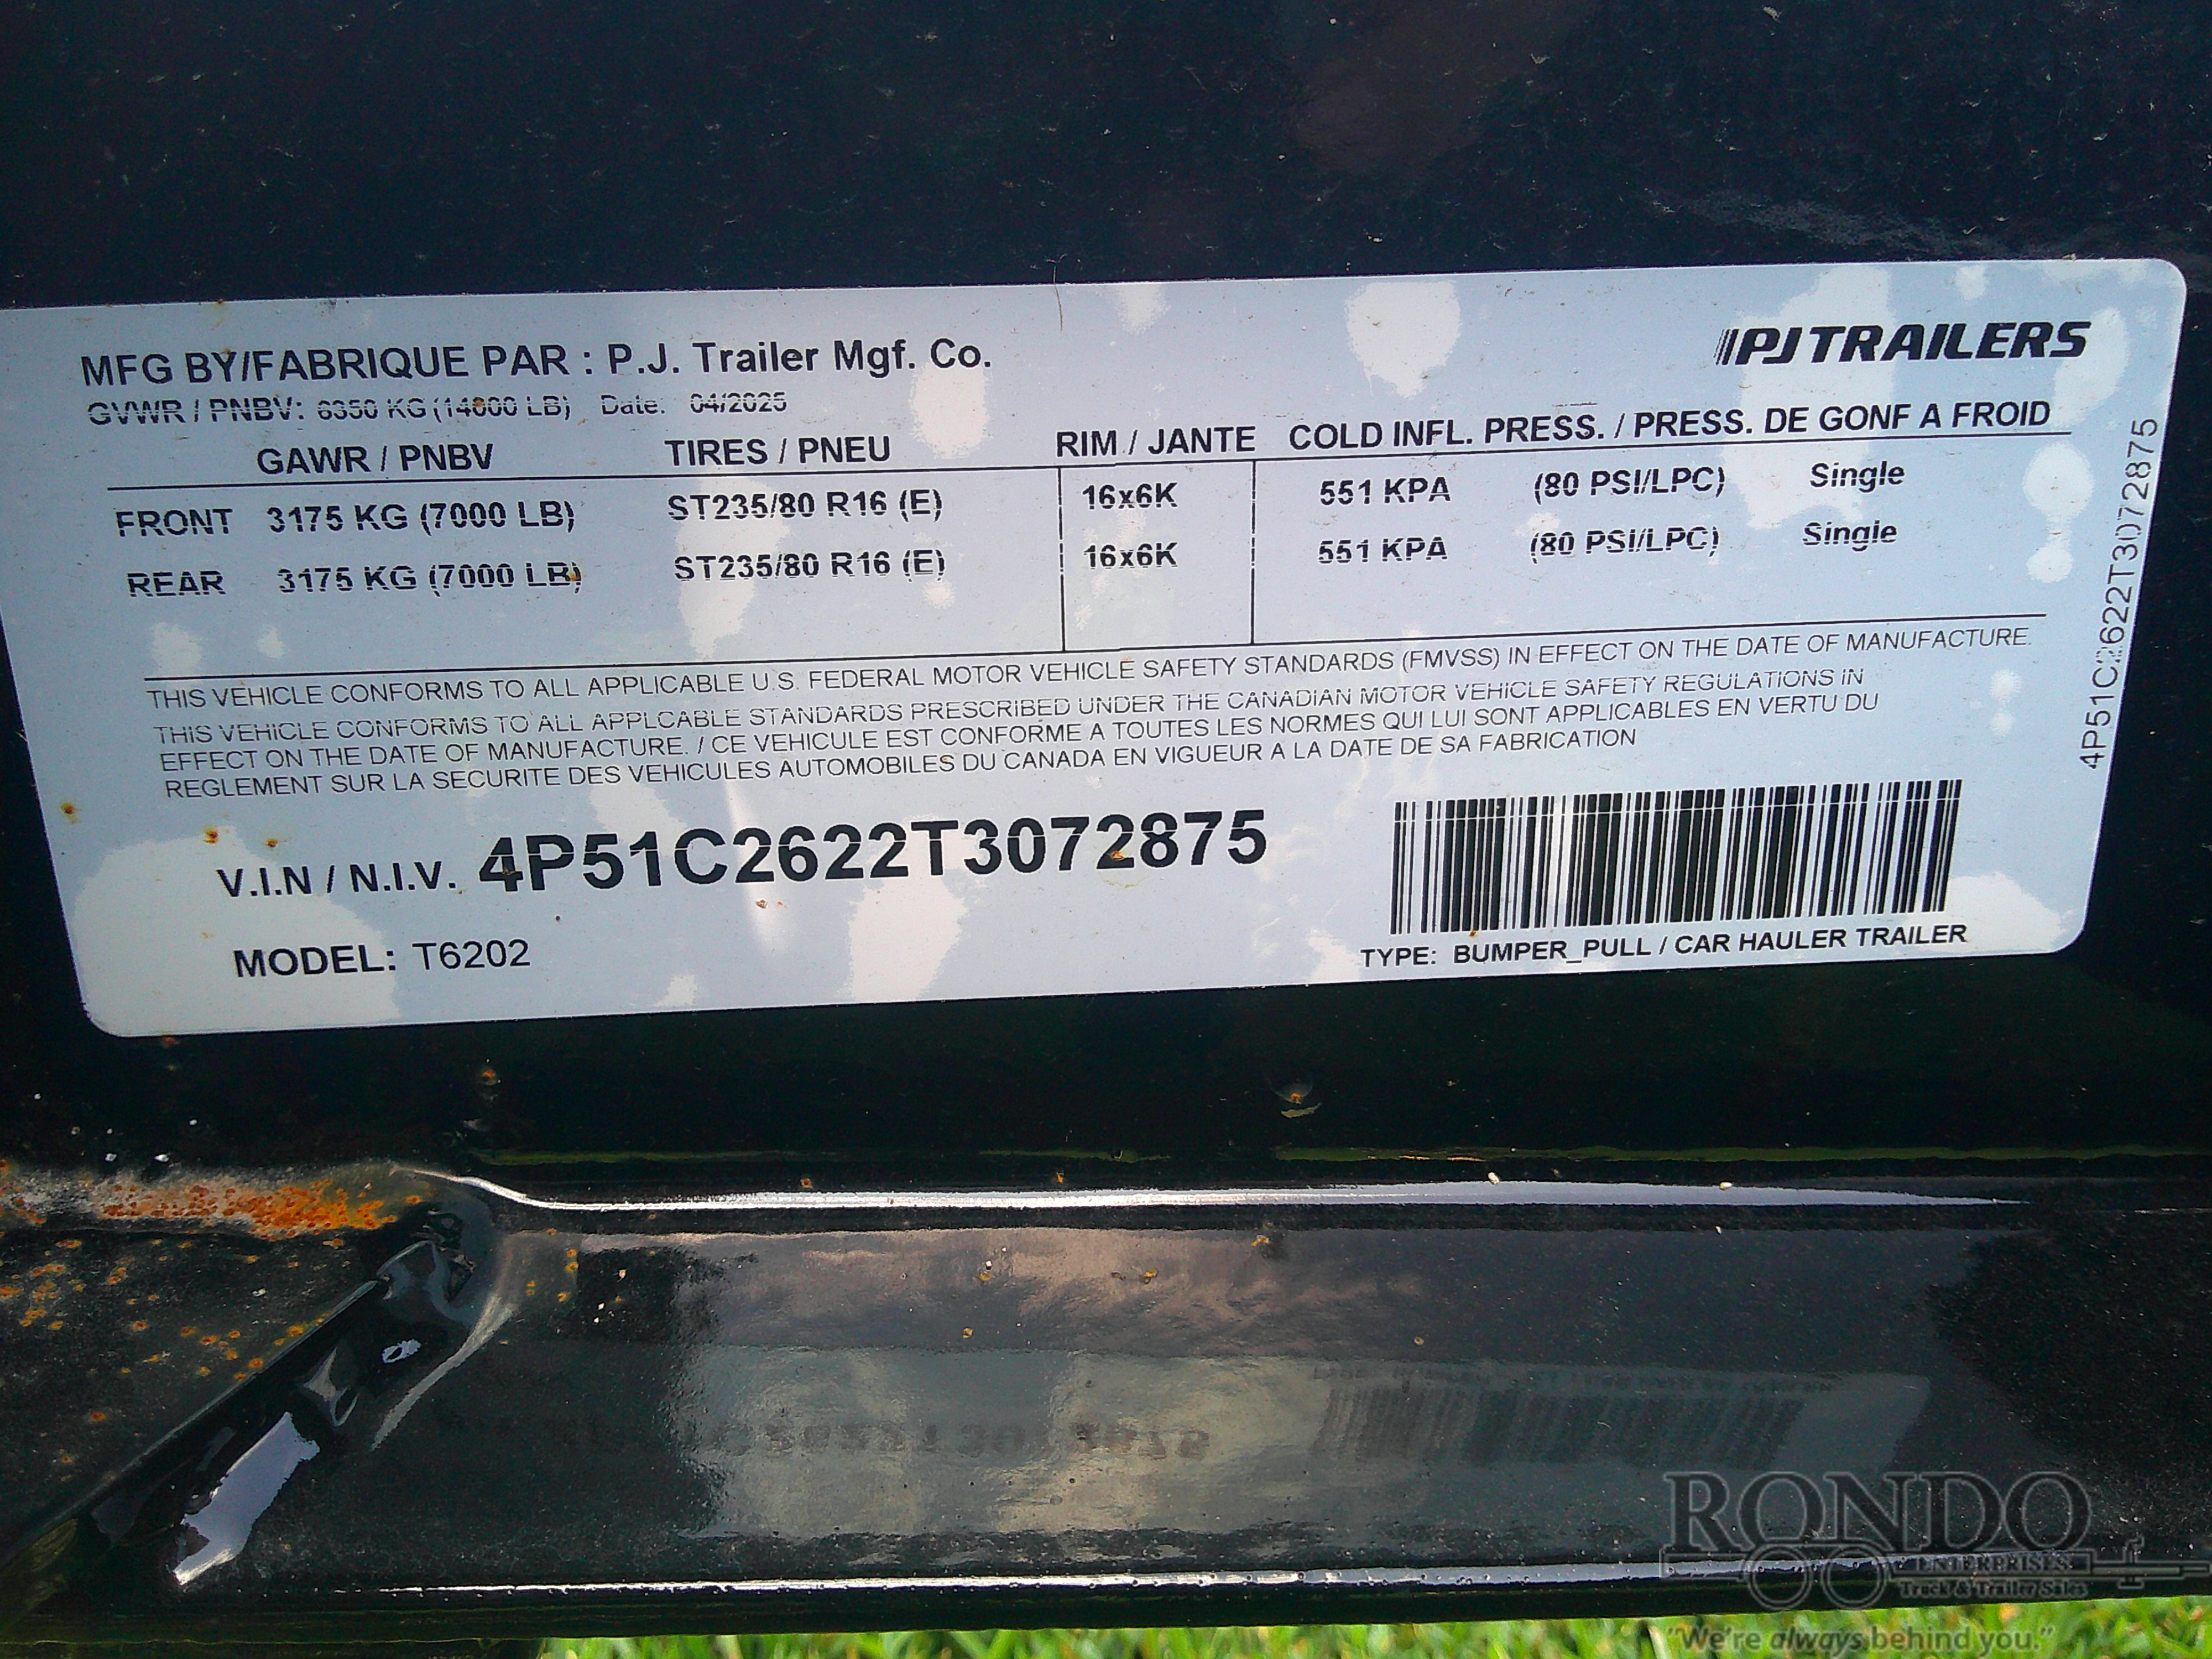 MFG BY/FABRIQUE PAR : P.J. Trailer Mgf. Co.
PJ TRAILERS
GVWR / PNBV: 6350 KG (14000 LB) Date: 04/2025
GAWR / PNBV TIRES / PNEU RIM / JANTE COLD INFL. PRESS. / PRESS. DE GONF A FROID
FRONT 3175 KG (7000 LB) ST235/80 R16 (E) 16x6K 551 KPA (80 PSI/LPC) Single
REAR 3175 KG (7000 LB) ST235/80 R16 (E) 16x6K 551 KPA (80 PSI/LPC) Single
THIS VEHICLE CONFORMS TO ALL APPLICABLE U.S. FEDERAL MOTOR VEHICLE SAFETY STANDARDS (FMVSS) IN EFFECT ON THE DATE OF MANUFACTURE.
THIS VEHICLE CONFORMS TO ALL APPLCABLE STANDARDS PRESCRIBED UNDER THE CANADIAN MOTOR VEHICLE SAFETY REGULATIONS IN
EFFECT ON THE DATE OF MANUFACTURE. / CE VEHICULE EST CONFORME A TOUTES LES NORMES QUI LUI SONT APPLICABLES EN VERTU DU
REGLEMENT SUR LA SECURITE DES VEHICULES AUTOMOBILES DU CANADA EN VIGUEUR A LA DATE DE SA FABRICATION
V.I.N / N.I.V. 4P51C2622T3072875
MODEL: T6202
TYPE: BUMPER_PULL / CAR HAULER TRAILER
4P51C2622T3072875
RONDO
ENTERPRISES
Truck & Trailer Sales
"We're always behind you."